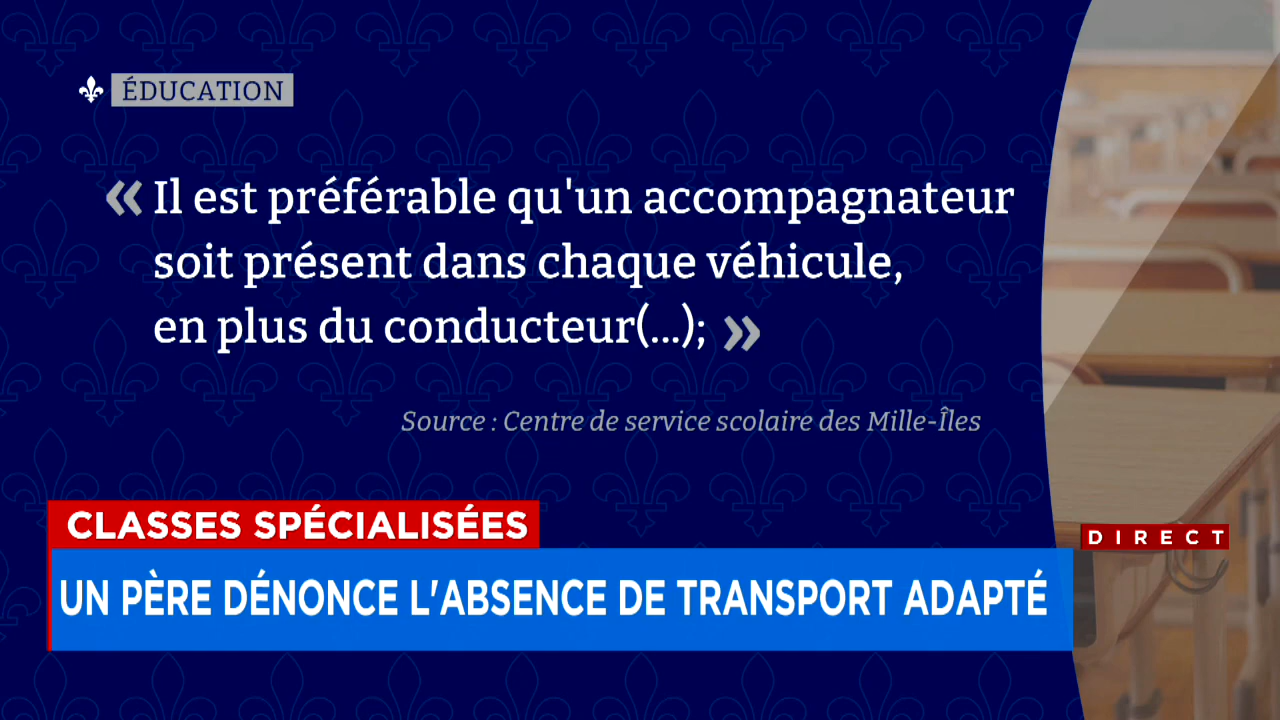 ÉDUCATION
« Il est préférable qu'un accompagnateur
soit présent dans chaque véhicule,
en plus du conducteur(...); »
Source : Centre de service scolaire des Mille-Îles
CLASSES SPÉCIALISÉES
DIRECT
UN PÈRE DÉNONCE L'ABSENCE DE TRANSPORT ADAPTÉ